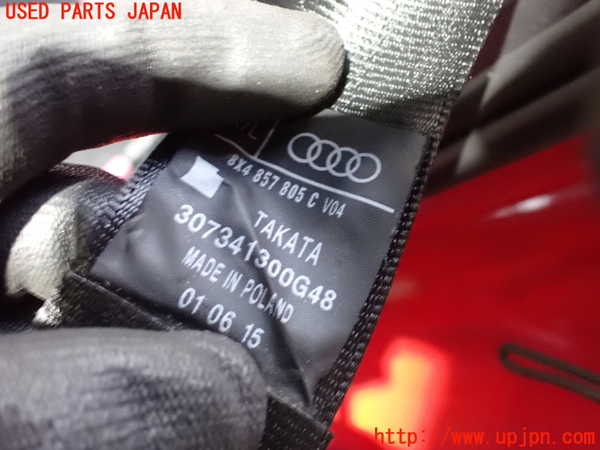 USED PARTS JAPAN
8X4 857 805 C V04
TAKATA
307341300G48
MADE IN POLAND
01 06 15
http://www.upjpn.com